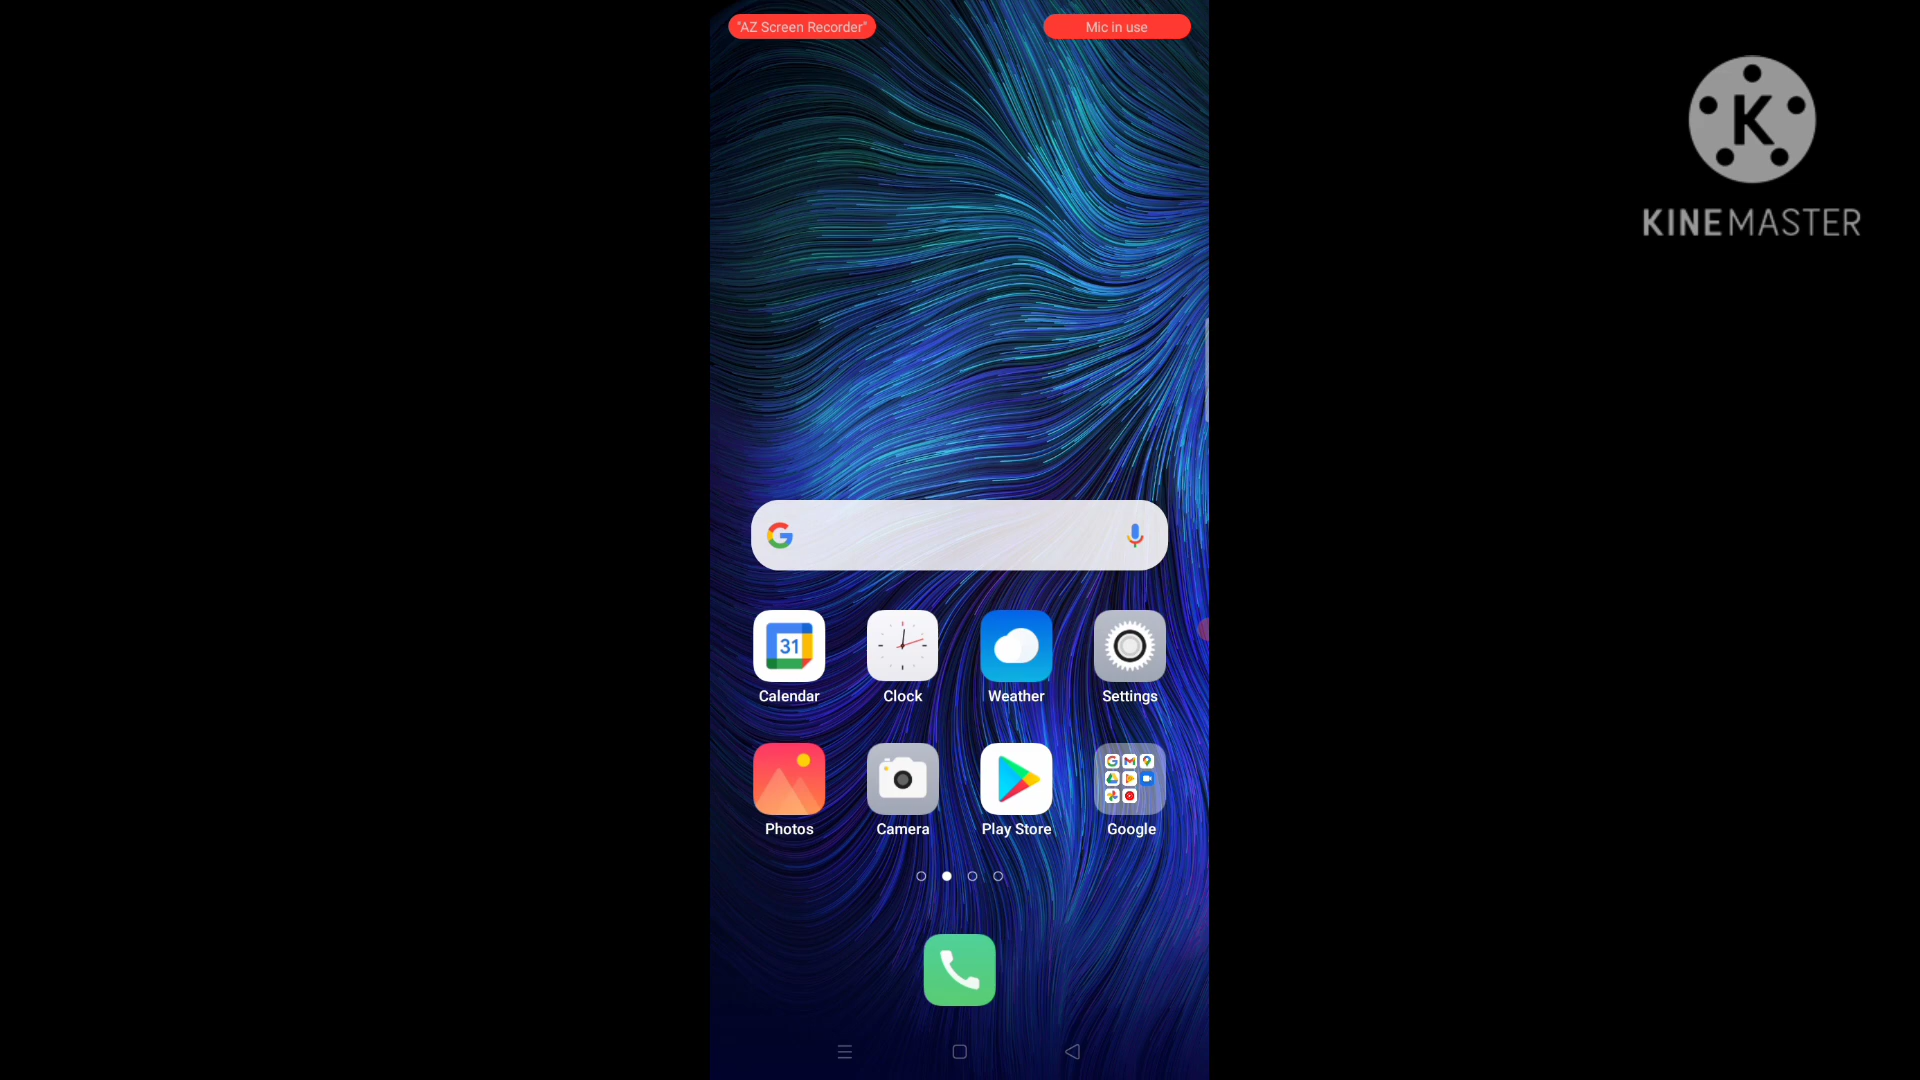 "AZ Screen Recorder"
Mic in use
K
KINEMASTER
31
Calendar
Clock
Weather
Settings
Photos
Camera
Play Store
Google